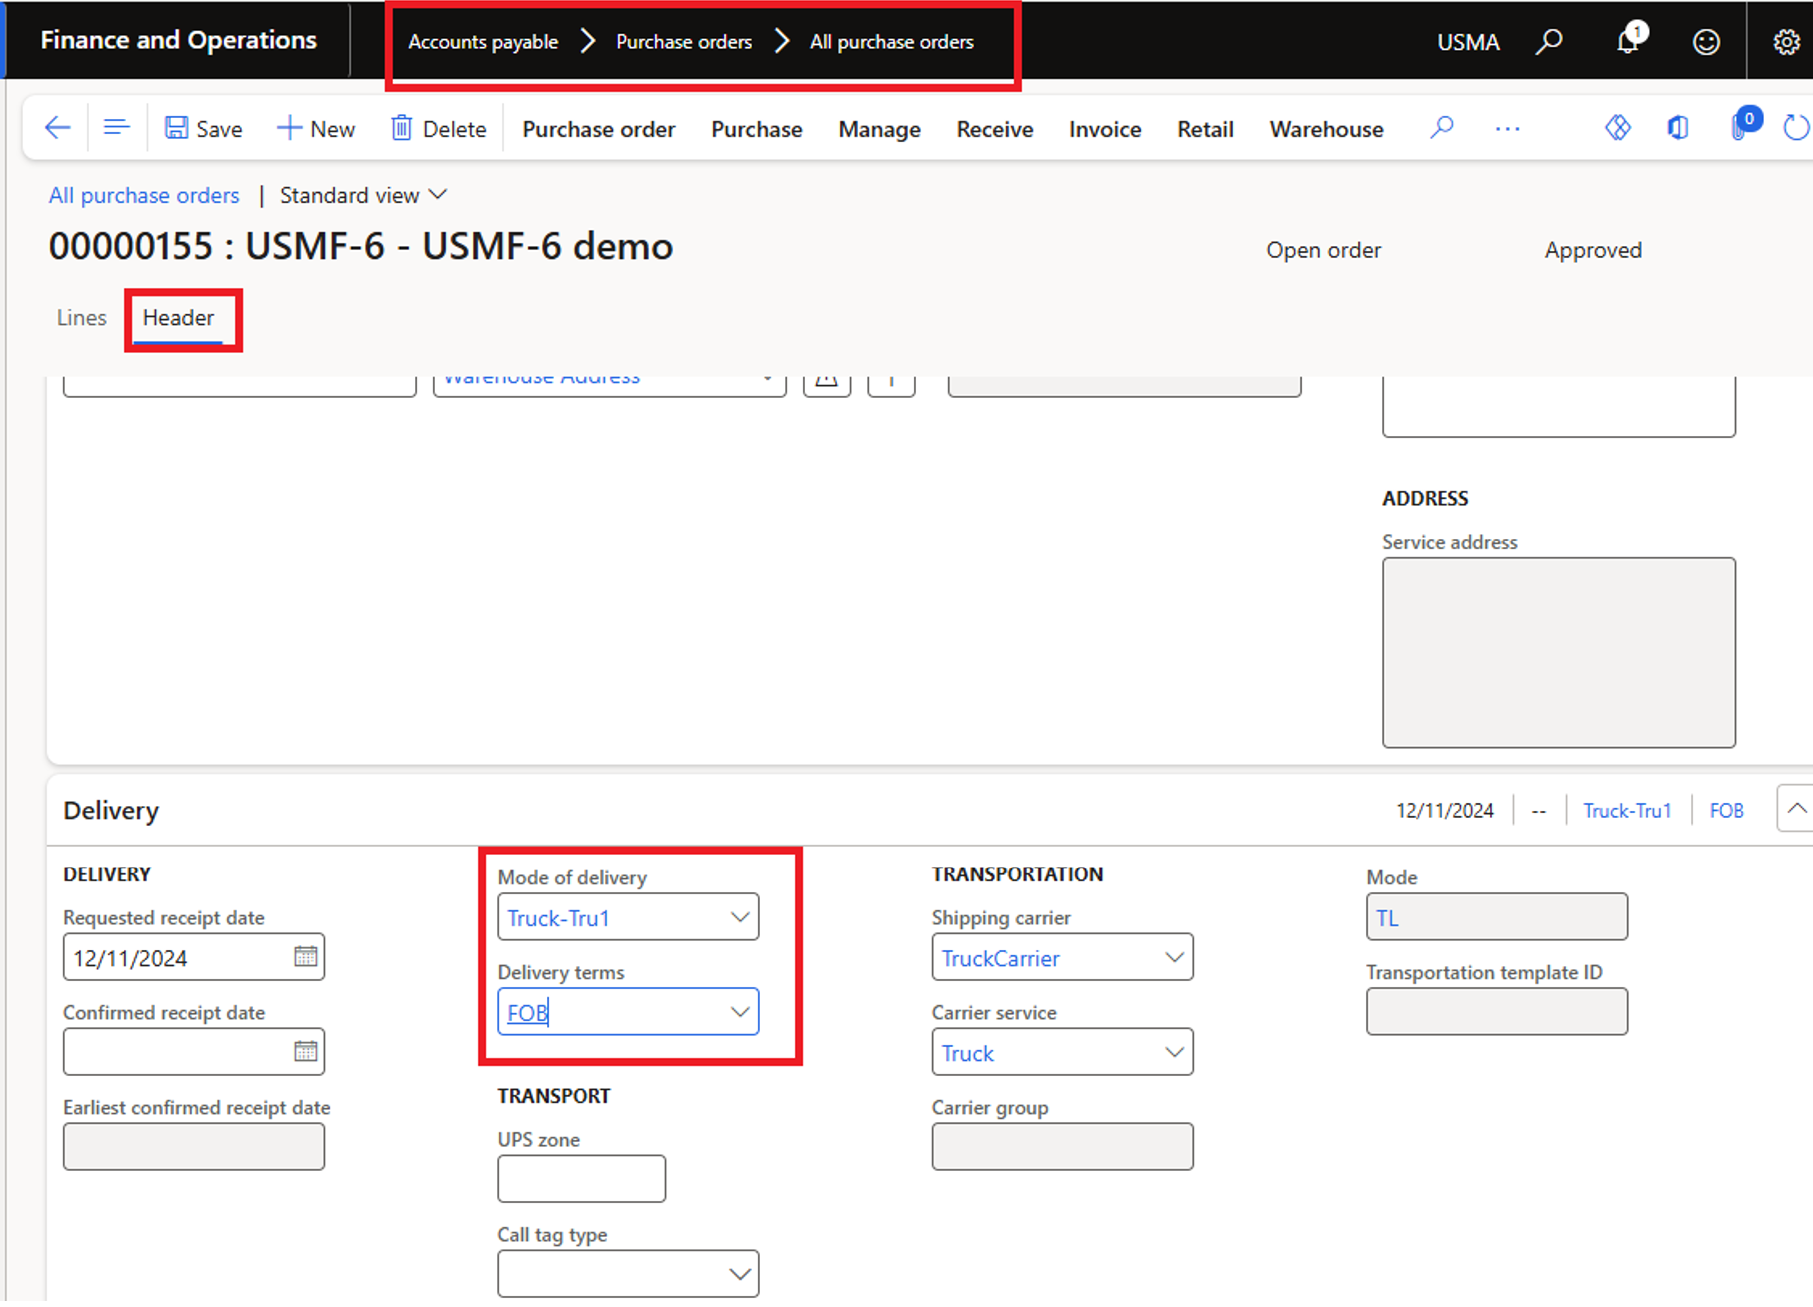 Finance and Operations
Accounts payable > Purchase orders > All purchase orders
USMA
1
Save
New
Delete
Purchase order
Purchase
Manage
Receive
Invoice
Retail
Warehouse
...
0
All purchase orders | Standard view
00000155 : USMF-6 - USMF-6 demo
Open order
Approved
Lines
Header
Warehouse Address
ADDRESS
Service address
Delivery
12/11/2024 | -- | Truck-Tru1 | FOB
DELIVERY
Requested receipt date
12/11/2024
Confirmed receipt date
Earliest confirmed receipt date
Mode of delivery
Truck-Tru1
Delivery terms
FOB
TRANSPORT
UPS zone
Call tag type
TRANSPORTATION
Shipping carrier
TruckCarrier
Carrier service
Truck
Carrier group
Mode
TL
Transportation template ID